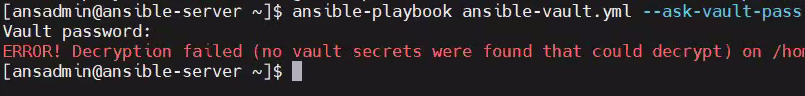 [ansadmin@ansible-server ~]$ ansible-playbook ansible-vault.yml --ask-vault-pass
Vault password:
ERROR! Decryption failed (no vault secrets were found that could decrypt) on /hom
[ansadmin@ansible-server ~]$